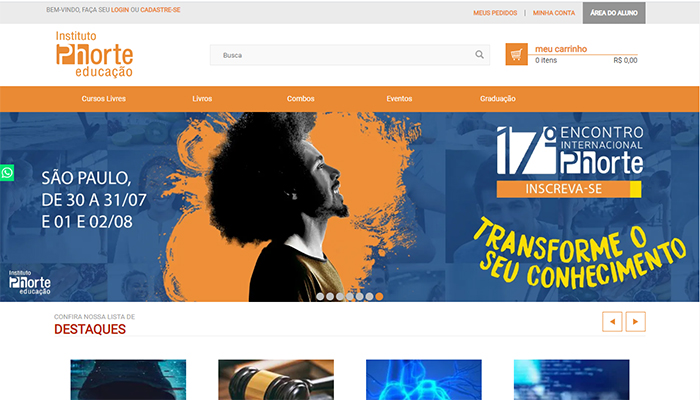 BEM-VINDO, FAÇA SEU LOGIN OU CADASTRE-SE
MEUS PEDIDOS | MINHA CONTA
ÁREA DO ALUNO
Instituto
Phorte
educação
Busca
meu carrinho
0 itens R$ 0,00
Cursos Livres
Livros
Combos
Eventos
Graduação
SÃO PAULO,
DE 30 A 31/07
E 01 E 02/08
17º ENCONTRO
INTERNACIONAL
Phorte
INSCREVA-SE
TRANSFORME O
SEU CONHECIMENTO
Instituto
Phorte
educação
CONFIRA NOSSA LISTA DE
DESTAQUES